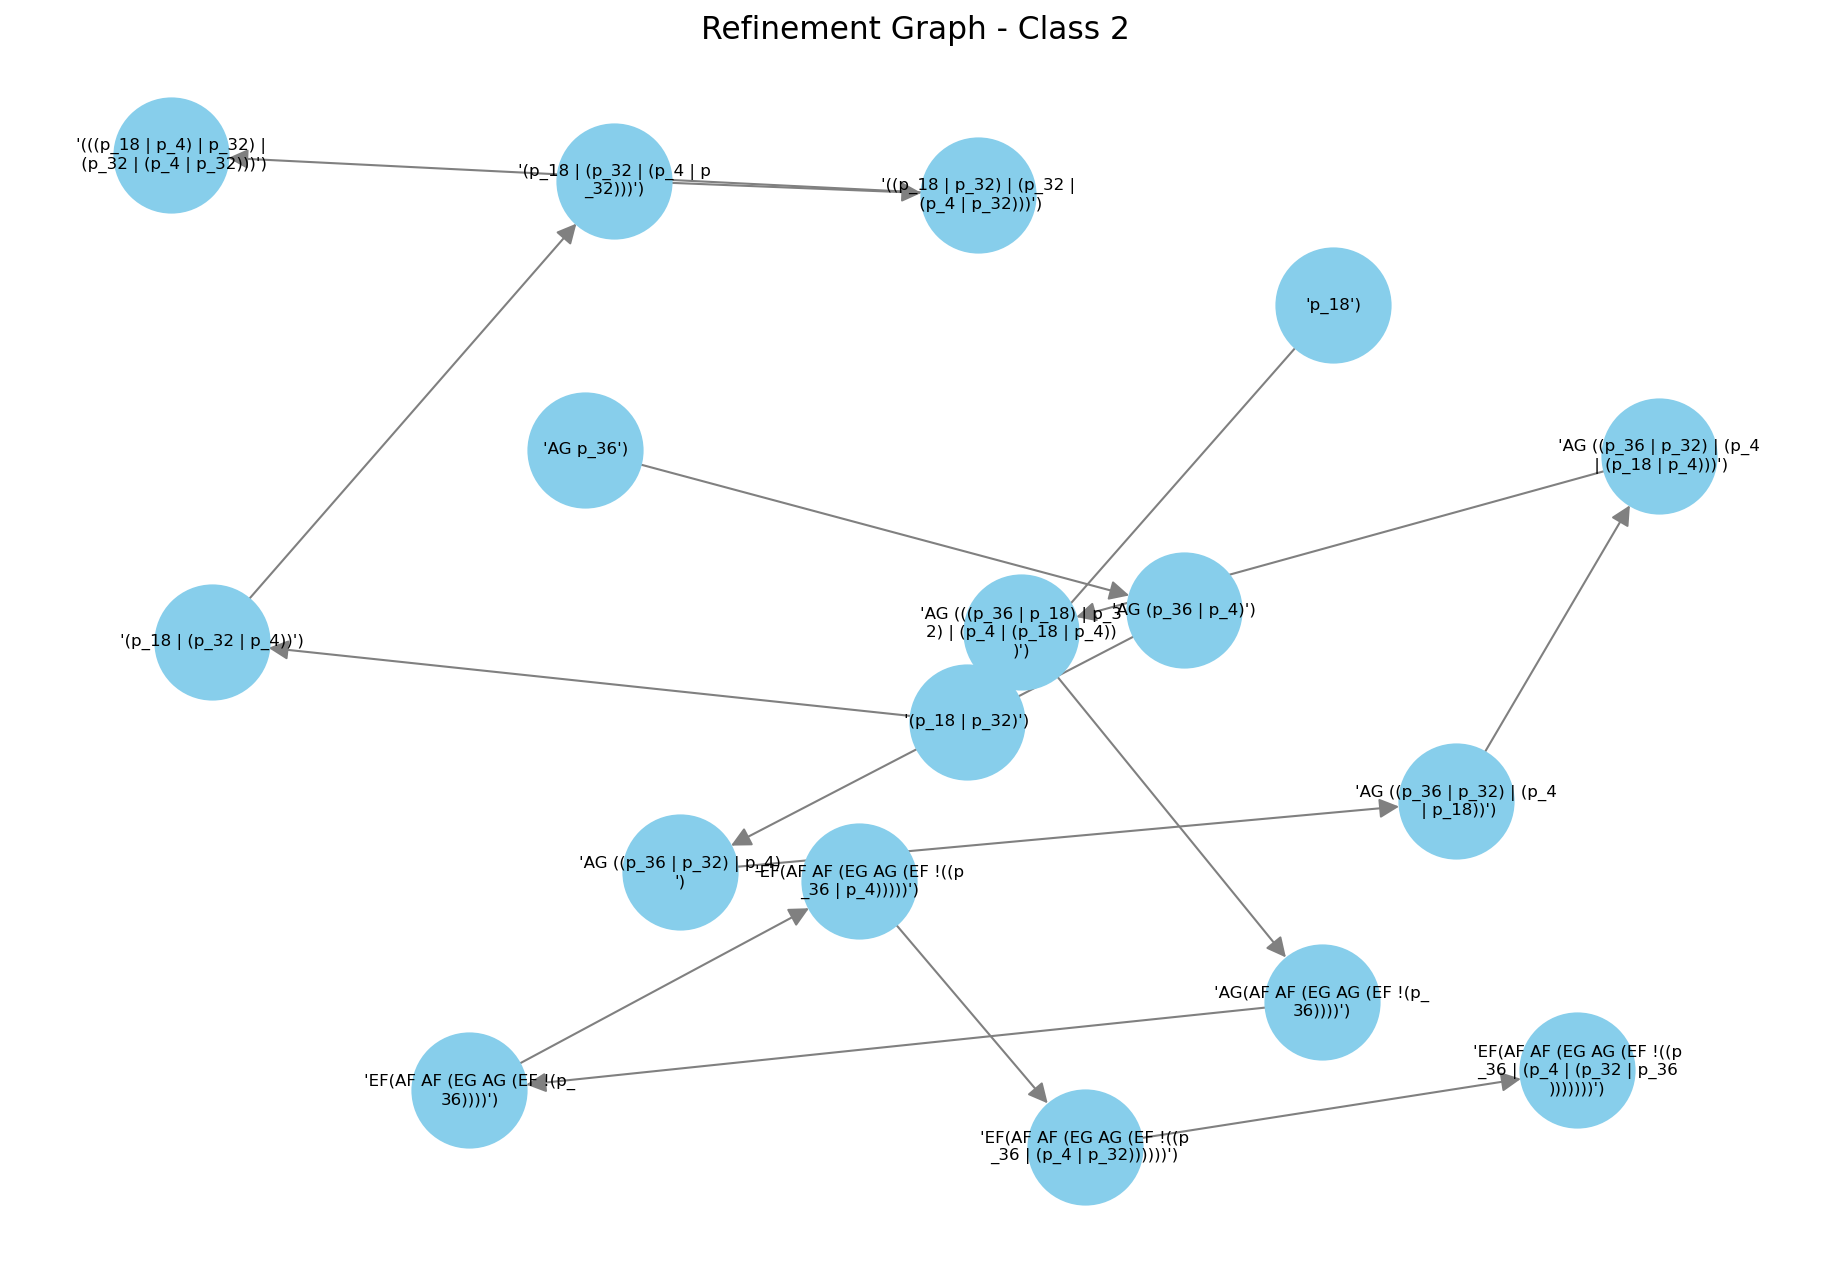 Refinement Graph - Class 2
'(((p_18 | p_4) | p_32) |
(p_32 | (p_4 | p_32)))')
'(p_18 | (p_32 | (p_4 | p
_32)))')
'((p_18 | p_32) | (p_32 |
(p_4 | p_32)))')
'p_18')
'AG p_36')
'AG ((p_36 | p_32) | (p_4
| (p_18 | p_4)))')
'(p_18 | (p_32 | p_4))')
'AG (((p_36 | p_18) | p_3
2) | (p_4 | (p_18 | p_4))
)')
'AG (p_36 | p_4)')
'(p_18 | p_32)')
'AG ((p_36 | p_32) | (p_4
| p_18))')
'AG ((p_36 | p_32) | p_4)
')
'EF(AF AF (EG AG (EF !((p
_36 | p_4)))))')
'AG(AF AF (EG AG (EF !(p_
36))))')
'EF(AF AF (EG AG (EF !(p_
36))))')
'EF(AF AF (EG AG (EF !((p
_36 | (p_4 | (p_32 | p_36
)))))))')
'EF(AF AF (EG AG (EF !((p
_36 | (p_4 | p_32))))))')